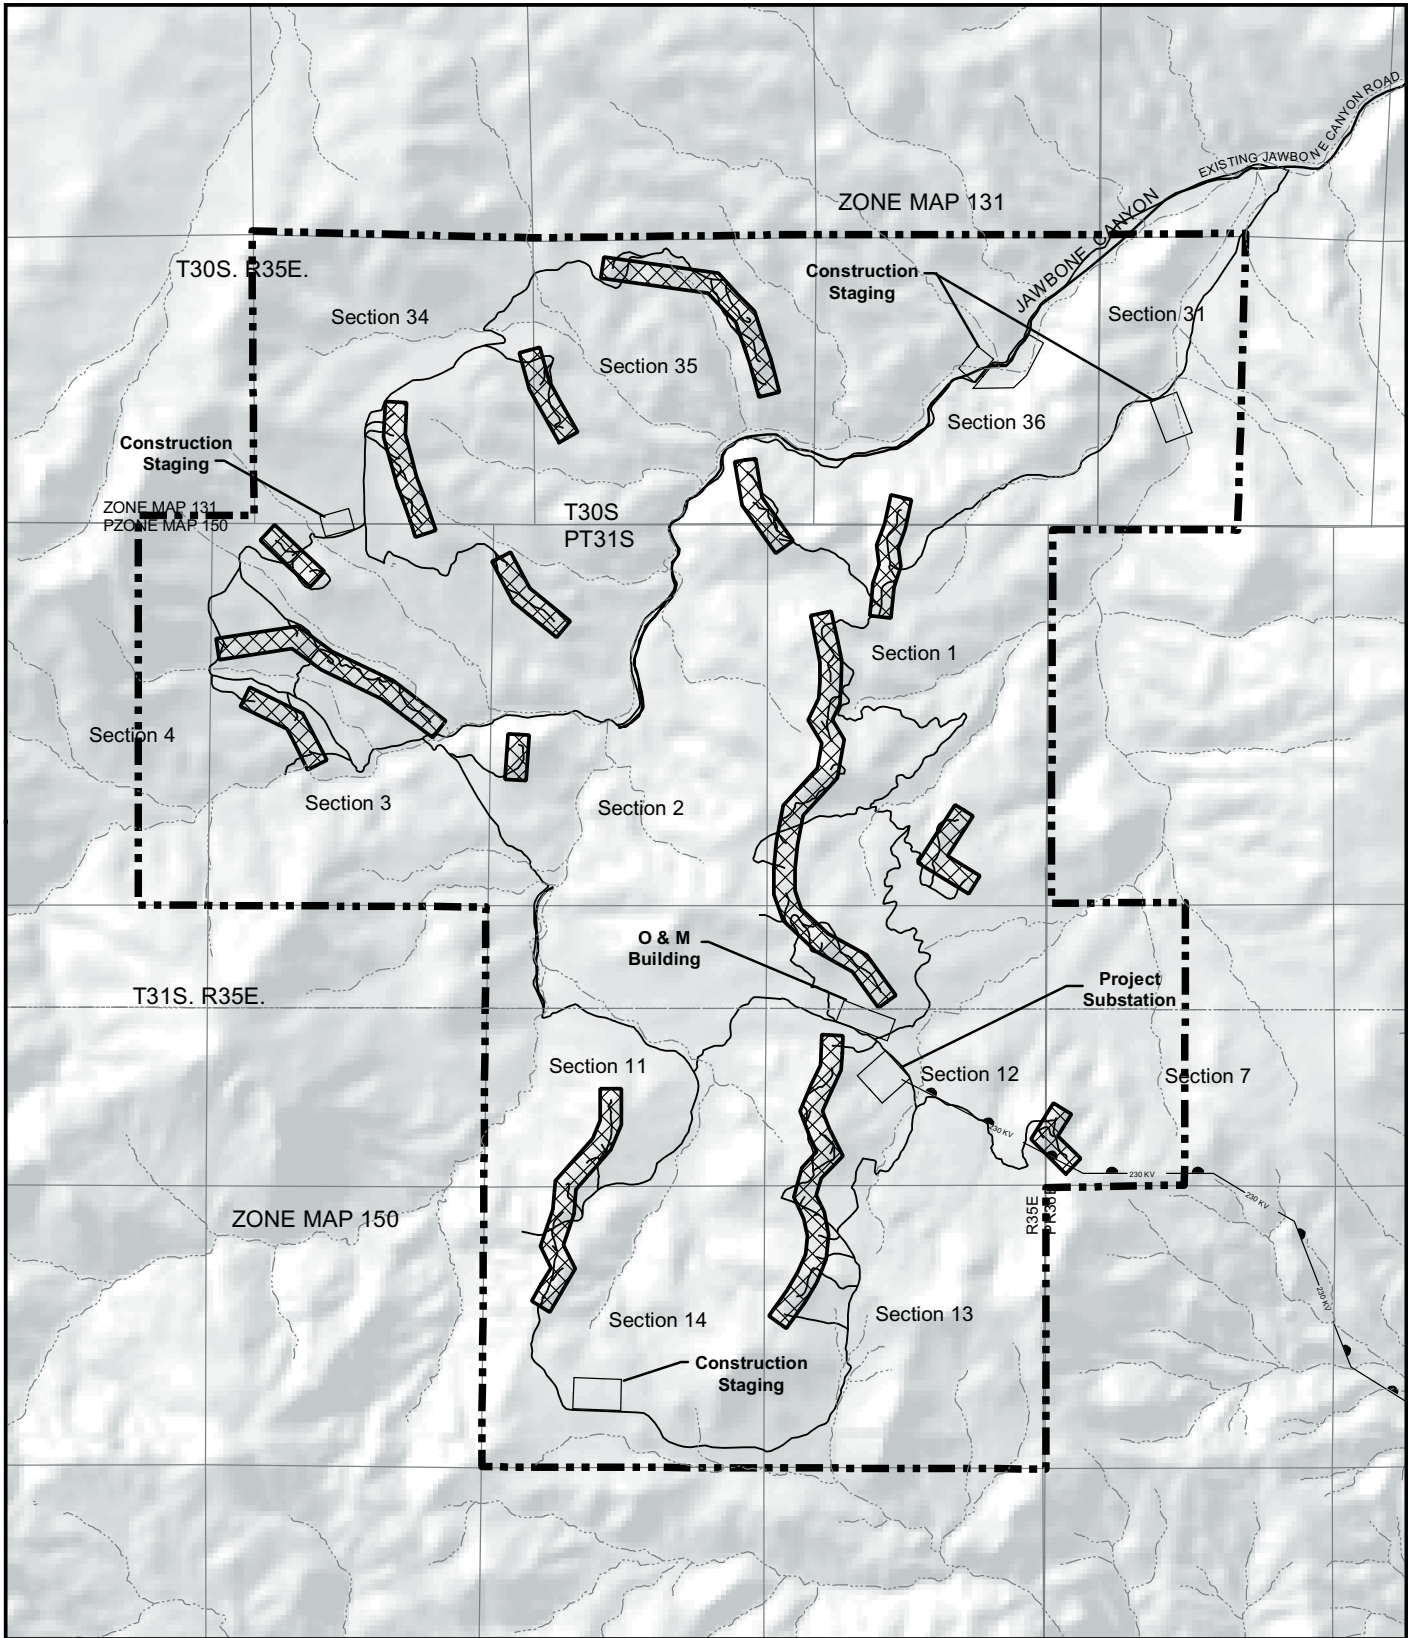 EXISTING JAWBONE CANYON ROAD
ZONE MAP 131
JAWBONE CANYON
T30S. R35E.
Construction
Staging
Section 34
Section 31
Section 35
Section 36
Construction
Staging
ZONE MAP 131
PZONE MAP 150
T30S
PT31S
Section 1
Section 4
Section 3
Section 2
O & M
Building
T31S. R35E.
Project
Substation
Section 11
Section 12
Section 7
230 KV
230 KV
230 KV
R35E
ZONE MAP 150
230 KV
Section 14
Section 13
Construction
Staging